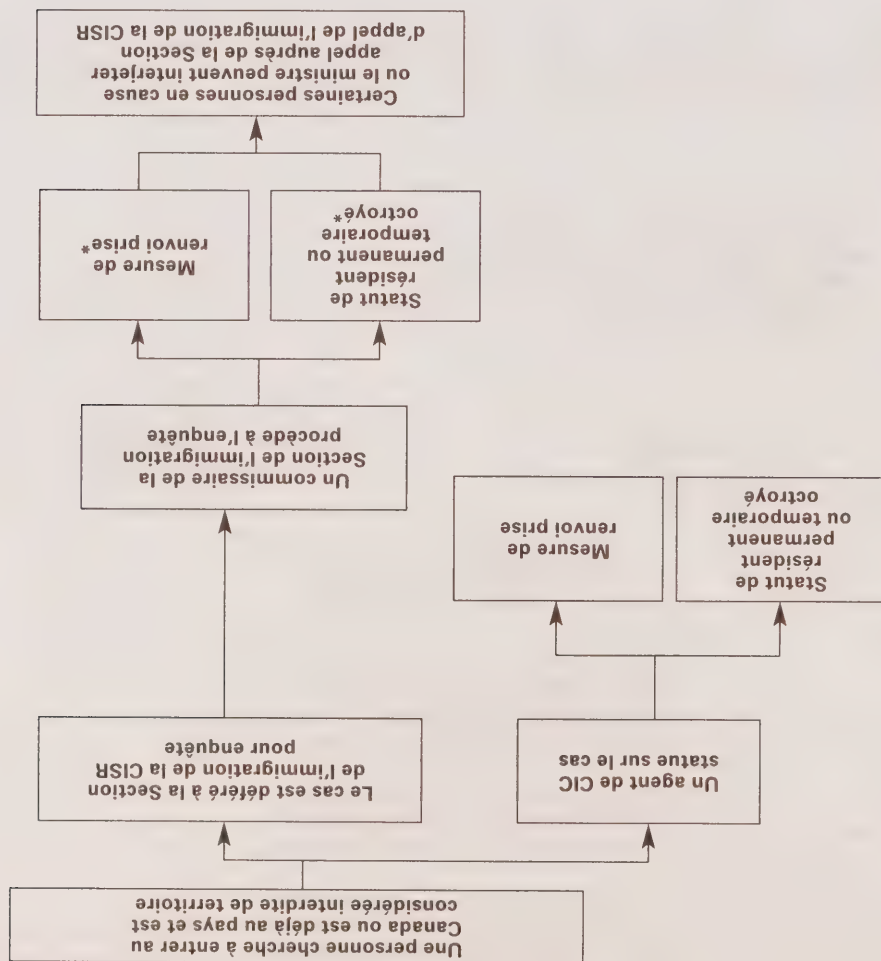 Une personne cherche à entrer au
Canada ou est déjà au pays et est
considérée interdite de territoire
Un agent de CIC
statue sur le cas
Le cas est déféré à la Section
de l'immigration de la CISR
pour enquête
Statut de
résident
permanent
ou temporaire
octroyé
Mesure de
renvoi prise
Un commissaire de la
Section de l'immigration
procède à l'enquête
Statut de
résident
permanent ou
temporaire
octroyé*
Mesure de
renvoi prise*
Certaines personnes en cause
ou le ministre peuvent interjeter
appel auprès de la Section
d'appel de l'immigration de la CISR